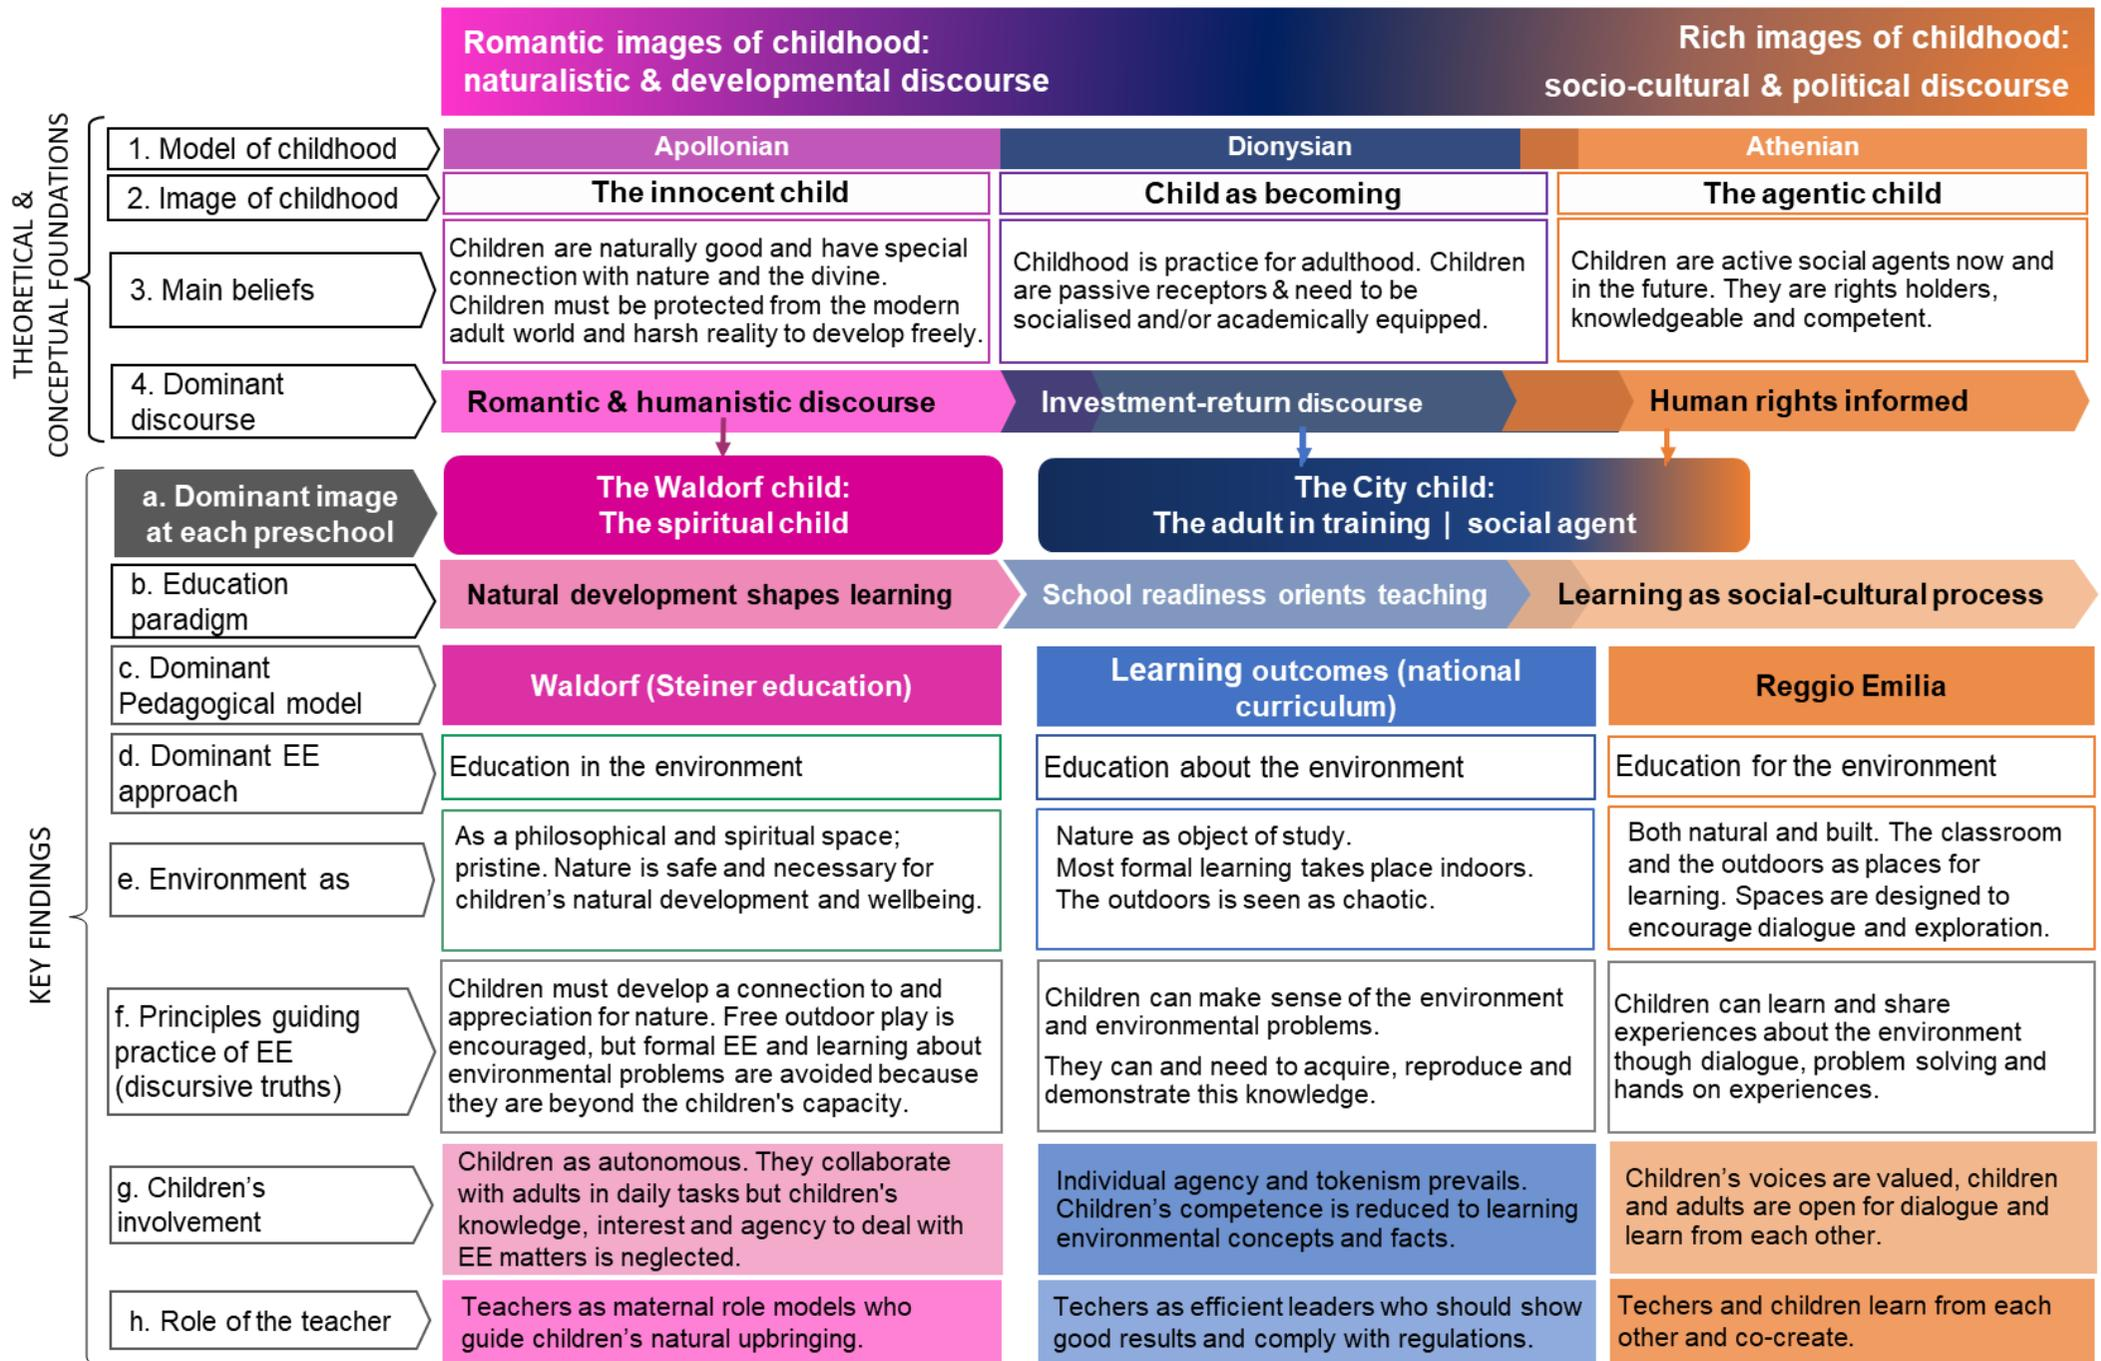 Romantic images of childhood:
naturalistic & developmental discourse
Rich images of childhood:
socio-cultural & political discourse
THEORETICAL &
CONCEPTUAL FOUNDATIONS
1. Model of childhood
Apollonian
Dionysian
Athenian
2. Image of childhood
The innocent child
Child as becoming
The agentic child
3. Main beliefs
Children are naturally good and have special
connection with nature and the divine.
Children must be protected from the modern
adult world and harsh reality to develop freely.
Childhood is practice for adulthood. Children
are passive receptors & need to be
socialised and/or academically equipped.
Children are active social agents now and
in the future. They are rights holders,
knowledgeable and competent.
4. Dominant
discourse
Romantic & humanistic discourse
Investment-return discourse
Human rights informed
KEY FINDINGS
a. Dominant image
at each preschool
The Waldorf child:
The spiritual child
The City child:
The adult in training | social agent
b. Education
paradigm
Natural development shapes learning
School readiness orients teaching
Learning as social-cultural process
c. Dominant
Pedagogical model
Waldorf (Steiner education)
Learning outcomes (national
curriculum)
Reggio Emilia
d. Dominant EE
approach
Education in the environment
Education about the environment
Education for the environment
e. Environment as
As a philosophical and spiritual space;
pristine. Nature is safe and necessary for
children’s natural development and wellbeing.
Nature as object of study.
Most formal learning takes place indoors.
The outdoors is seen as chaotic.
Both natural and built. The classroom
and the outdoors as places for
learning. Spaces are designed to
encourage dialogue and exploration.
f. Principles guiding
practice of EE
(discursive truths)
Children must develop a connection to and
appreciation for nature. Free outdoor play is
encouraged, but formal EE and learning about
environmental problems are avoided because
they are beyond the children's capacity.
Children can make sense of the environment
and environmental problems.
They can and need to acquire, reproduce and
demonstrate this knowledge.
Children can learn and share
experiences about the environment
though dialogue, problem solving and
hands on experiences.
g. Children’s
involvement
Children as autonomous. They collaborate
with adults in daily tasks but children's
knowledge, interest and agency to deal with
EE matters is neglected.
Individual agency and tokenism prevails.
Children’s competence is reduced to learning
environmental concepts and facts.
Children’s voices are valued, children
and adults are open for dialogue and
learn from each other.
h. Role of the teacher
Teachers as maternal role models who
guide children’s natural upbringing.
Techers as efficient leaders who should show
good results and comply with regulations.
Techers and children learn from each
other and co-create.